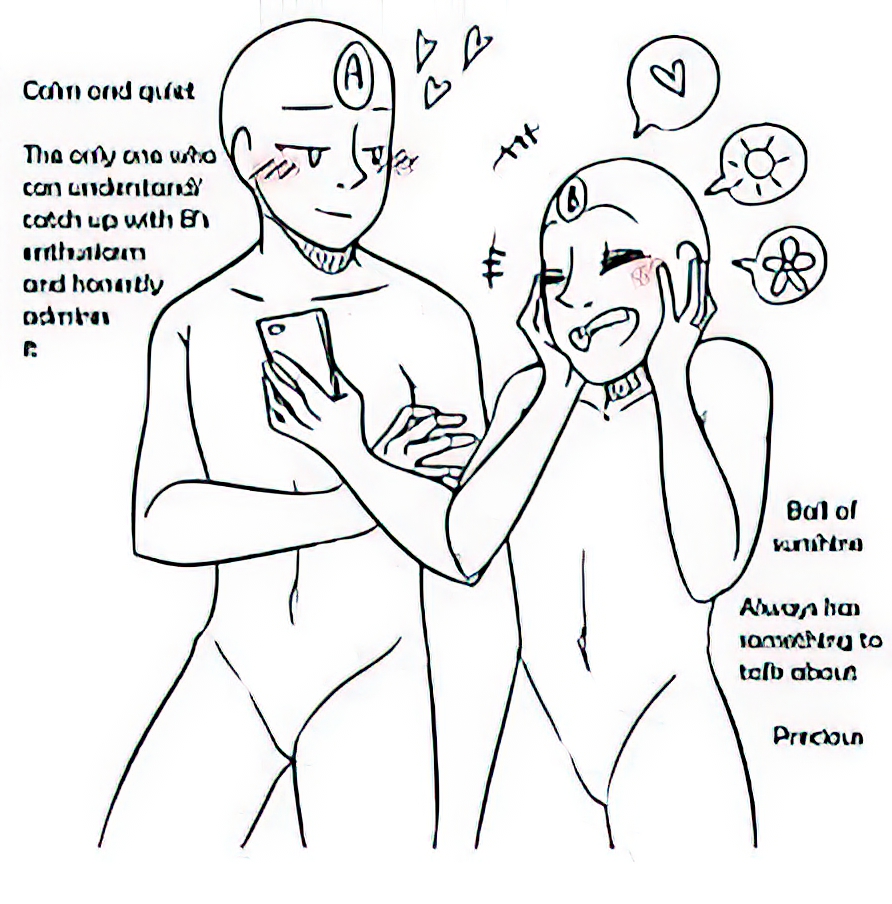 A
B
Calm and quiet
The only one who
can understand/
catch up with B's
enthusiasm
and honestly
admires
it
Ball of
sunshine
Always has
something to
talk about
Precious